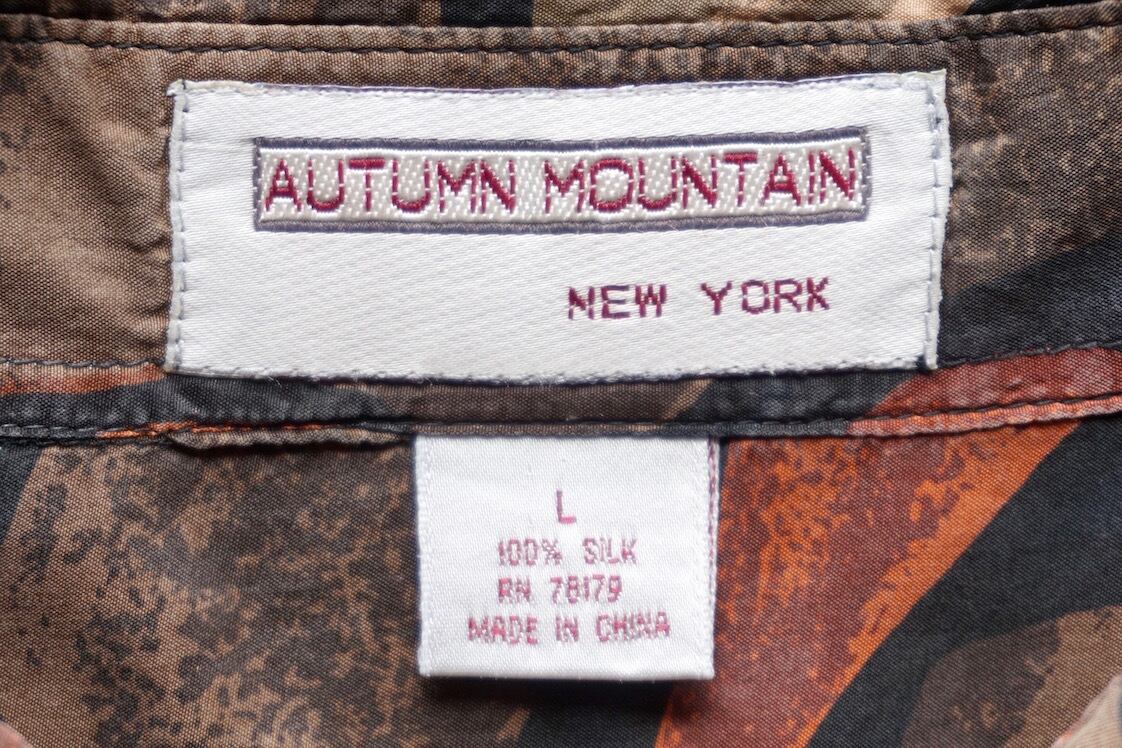 AUTUMN MOUNTAIN
NEW YORK
L
100% SILK
RN 78179
MADE IN CHINA